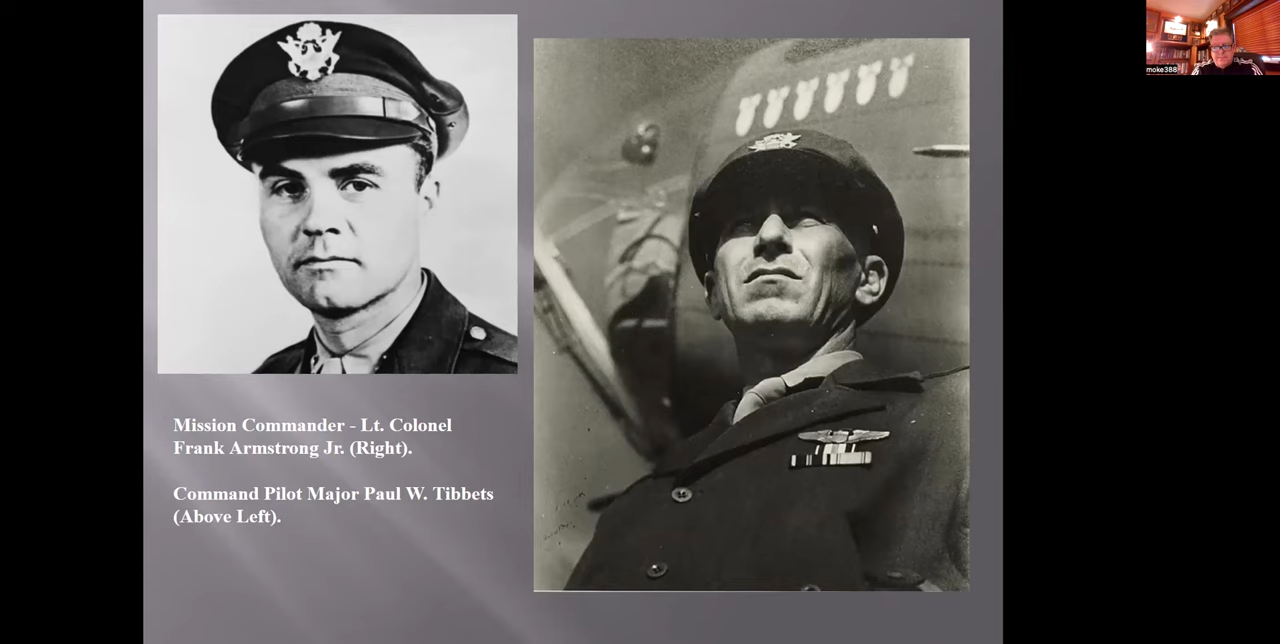 Mission Commander - Lt. Colonel
Frank Armstrong Jr. (Right).
Command Pilot Major Paul W. Tibbets
(Above Left).
moke388